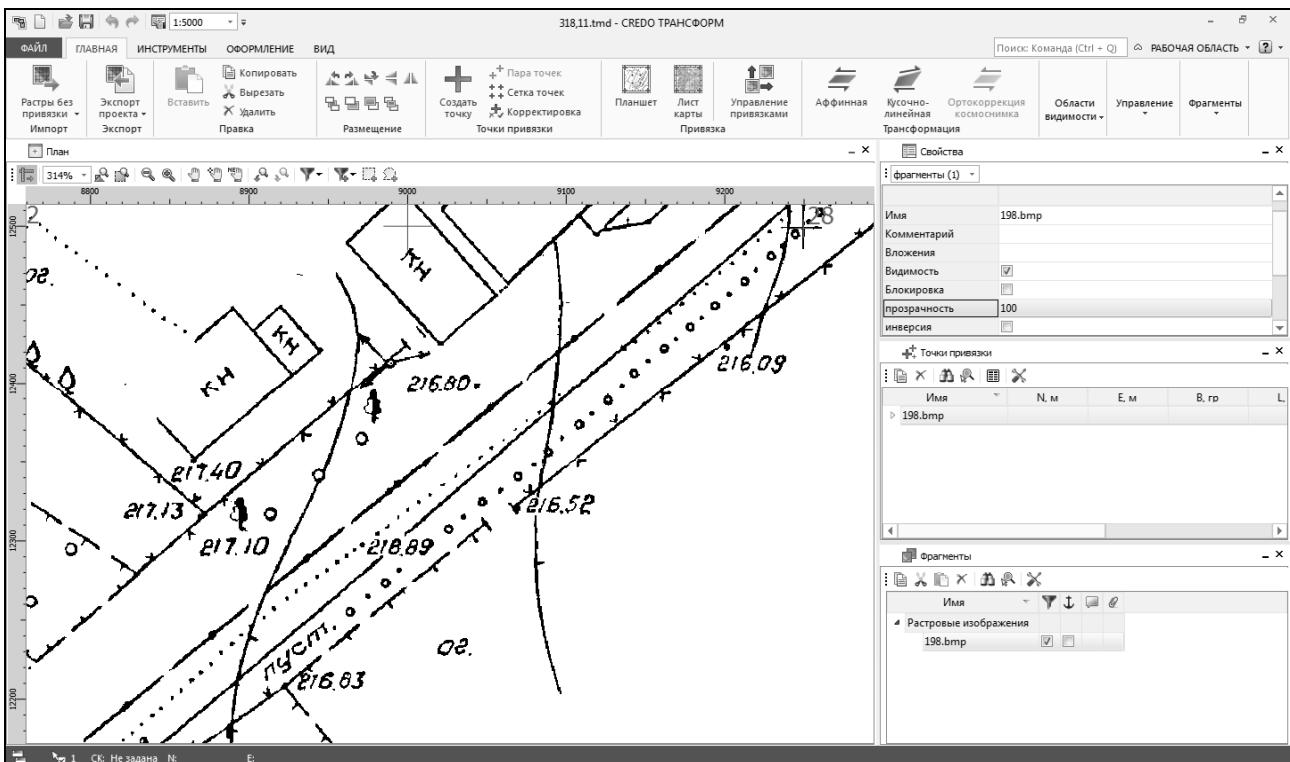 1:5000
318,11.tmd - CREDO ТРАНСФОРМ
ФАЙЛ ГЛАВНАЯ ИНСТРУМЕНТЫ ОФОРМЛЕНИЕ ВИД
Поиск: Команда (Ctrl + Q) РАБОЧАЯ ОБЛАСТЬ
Растры без привязки
Экспорт проекта
Вставить
Копировать
Вырезать
Удалить
Создать точку
Пара точек
Сетка точек
Корректировка
Планшет
Лист карты
Управление привязками
Аффинная
Кусочно-линейная
Ортокоррекция космоснимка
Области видимости
Управление
Фрагменты
Импорт Экспорт Правка Размещение Точки привязки Привязка Трансформация
План
314%
8800 8900 9000 9100 9200
12500
12400
12300
12200
2
28
ог.
КН
КН
КН
216.09
216.80
217.40
217.13
217.10
216.52
218.89
пуст.
ог.
216.83
Свойства
фрагменты (1)
Имя 198.bmp
Комментарий
Вложения
Видимость
Блокировка
прозрачность 100
инверсия
Точки привязки
Имя N, м E, м B, гр L,
198.bmp
Фрагменты
Имя
Растровые изображения
198.bmp
1 СК: Не задана N: E: